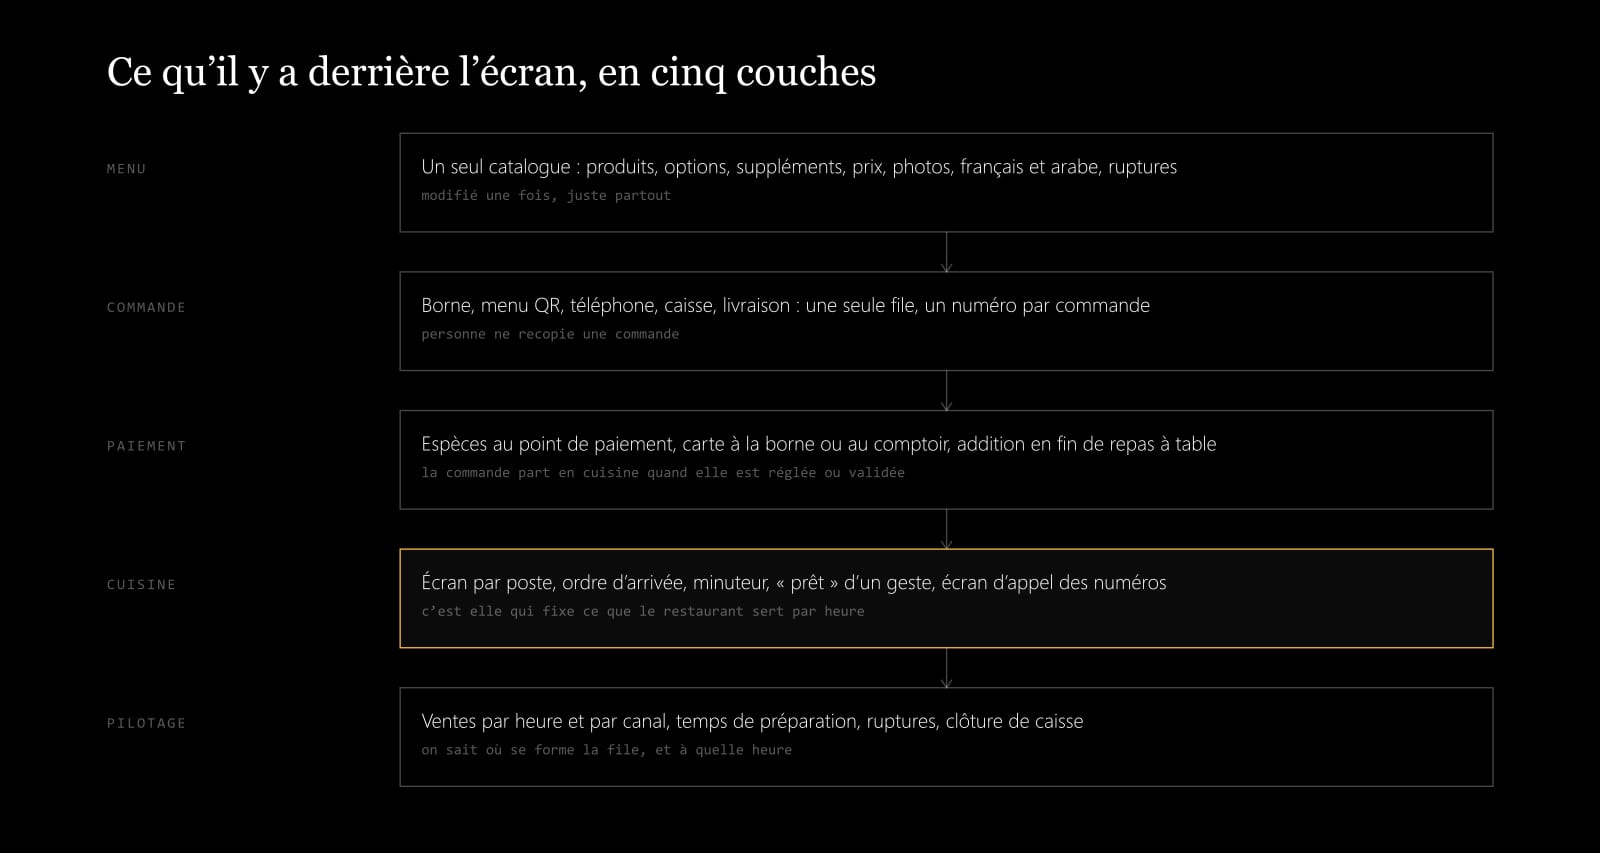 Ce qu’il y a derrière l’écran, en cinq couches
MENU
Un seul catalogue : produits, options, suppléments, prix, photos, français et arabe, ruptures
modifié une fois, juste partout
COMMANDE
Borne, menu QR, téléphone, caisse, livraison : une seule file, un numéro par commande
personne ne recopie une commande
PAIEMENT
Espèces au point de paiement, carte à la borne ou au comptoir, addition en fin de repas à table
la commande part en cuisine quand elle est réglée ou validée
CUISINE
Écran par poste, ordre d’arrivée, minuteur, « prêt » d’un geste, écran d’appel des numéros
c’est elle qui fixe ce que le restaurant sert par heure
PILOTAGE
Ventes par heure et par canal, temps de préparation, ruptures, clôture de caisse
on sait où se forme la file, et à quelle heure